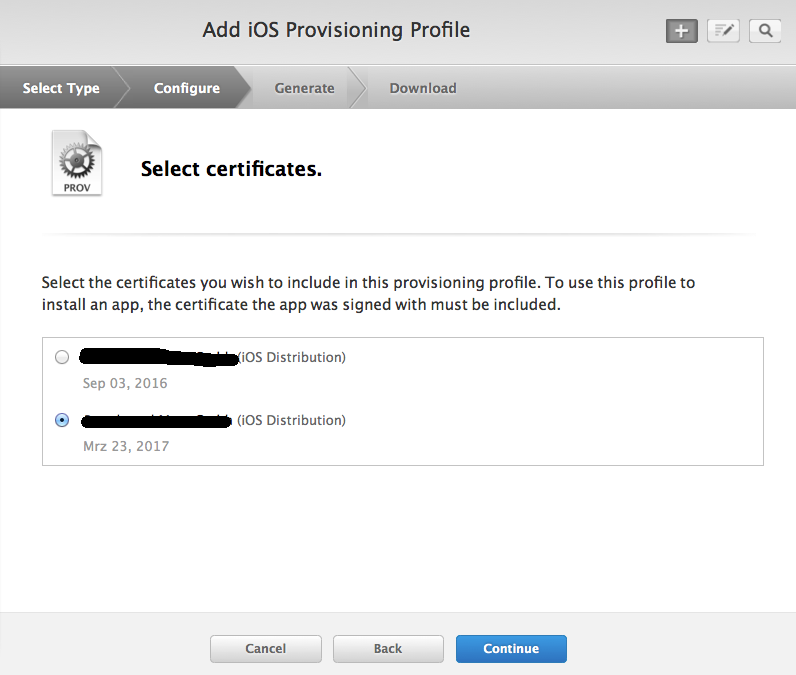 Add iOS Provisioning Profile
Select Type
Configure
Generate
Download
PROV
Select certificates.
Select the certificates you wish to include in this provisioning profile. To use this profile to
install an app, the certificate the app was signed with must be included.
(iOS Distribution)
Sep 03, 2016
(iOS Distribution)
Mrz 23, 2017
Cancel
Back
Continue